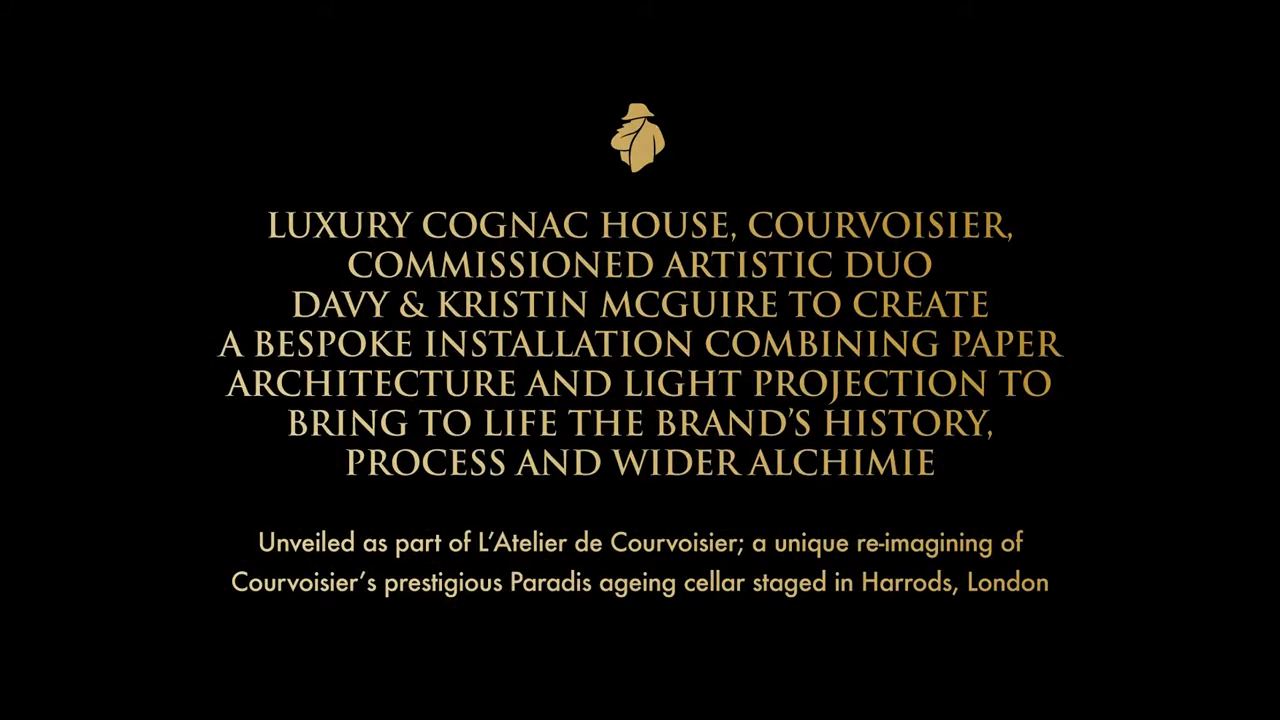 LUXURY COGNAC HOUSE, COURVOISIER,
COMMISSIONED ARTISTIC DUO
DAVY & KRISTIN MCGUIRE TO CREATE
A BESPOKE INSTALLATION COMBINING PAPER
ARCHITECTURE AND LIGHT PROJECTION TO
BRING TO LIFE THE BRAND’S HISTORY,
PROCESS AND WIDER ALCHIMIE
Unveiled as part of L’Atelier de Courvoisier; a unique re-imagining of
Courvoisier’s prestigious Paradis ageing cellar staged in Harrods, London